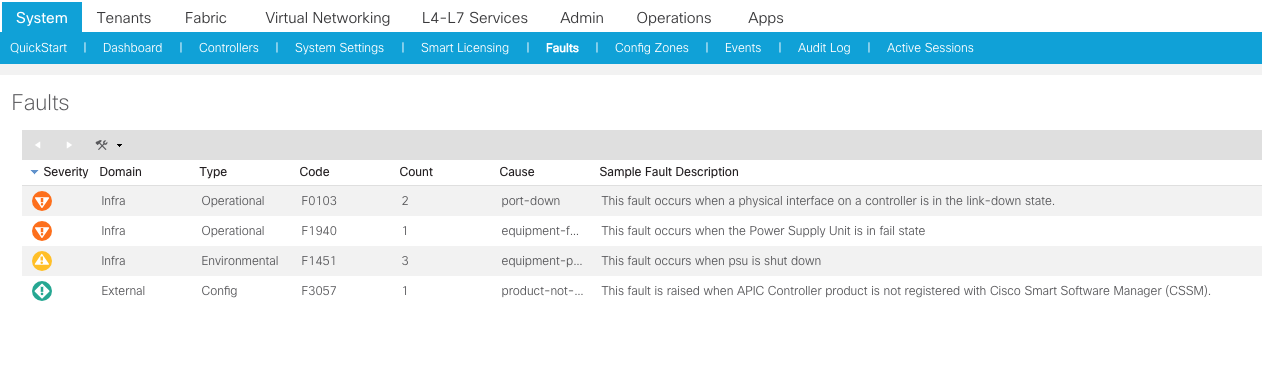 System Tenants Fabric Virtual Networking L4-L7 Services Admin Operations Apps
QuickStart | Dashboard | Controllers | System Settings | Smart Licensing | Faults | Config Zones | Events | Audit Log | Active Sessions
Faults
Severity Domain Type Code Count Cause Sample Fault Description
Infra Operational F0103 2 port-down This fault occurs when a physical interface on a controller is in the link-down state.
Infra Operational F1940 1 equipment-f... This fault occurs when the Power Supply Unit is in fail state
Infra Environmental F1451 3 equipment-p... This fault occurs when psu is shut down
External Config F3057 1 product-not-... This fault is raised when APIC Controller product is not registered with Cisco Smart Software Manager (CSSM).